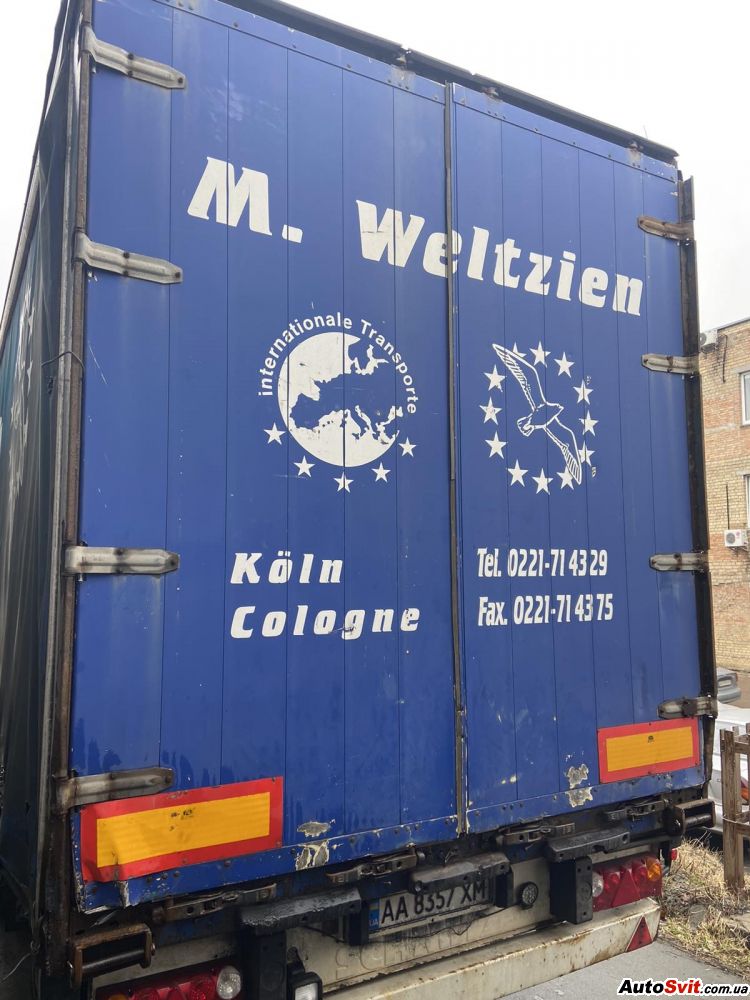 M. Weltzien
internationale Transporte
Köln
Cologne
Tel. 0221-71 43 29
Fax. 0221-71 43 75
AA 8357 XM
AutoSvit.com.ua